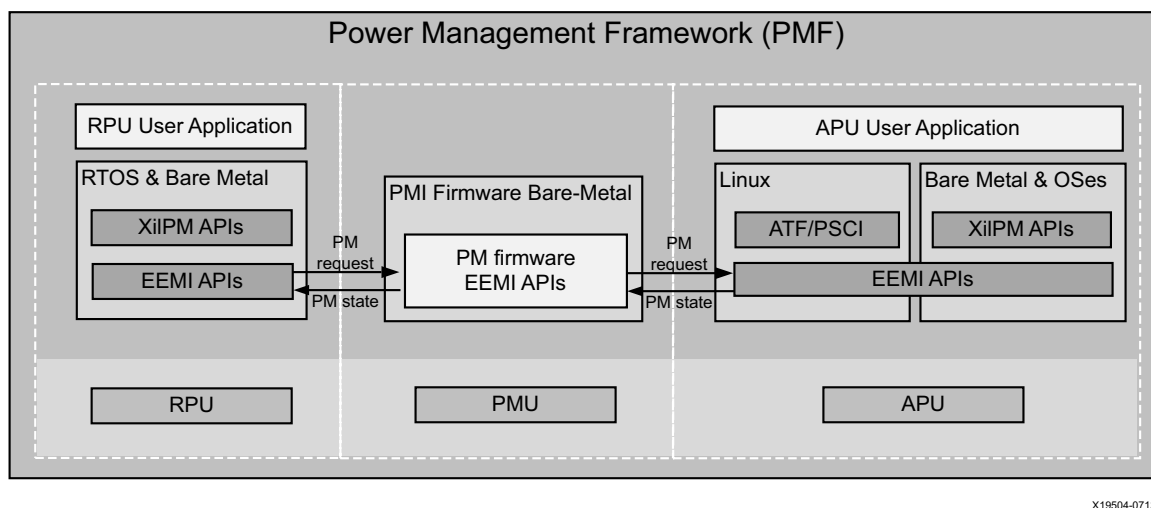 Power Management Framework (PMF)
RPU User Application
RTOS & Bare Metal
XilPM APIs
EEMI APIs
PM
request
PM state
PMI Firmware Bare-Metal
PM firmware
EEMI APIs
PM
request
PM state
APU User Application
Linux
ATF/PSCI
Bare Metal & OSes
XilPM APIs
EEMI APIs
RPU
PMU
APU
X19504-071